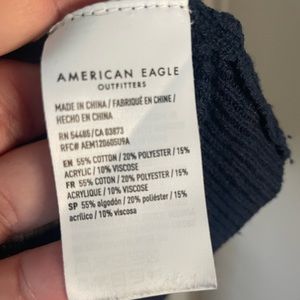 AMERICAN EAGLE
OUTFITTERS
MADE IN CHINA / FABRIQUÉ EN CHINE /
HECHO EN CHINA
RN 54485/CA 03873
RFC# AEM120605U9A
EN 55% COTTON / 20% POLYESTER / 15%
ACRYLIC / 10% VISCOSE
FR 55% COTON / 20% POLYESTER / 15%
ACRYLIQUE / 10% VISCOSE
SP 55% algodón / 20% poliéster / 15%
acrílico / 10% viscosa